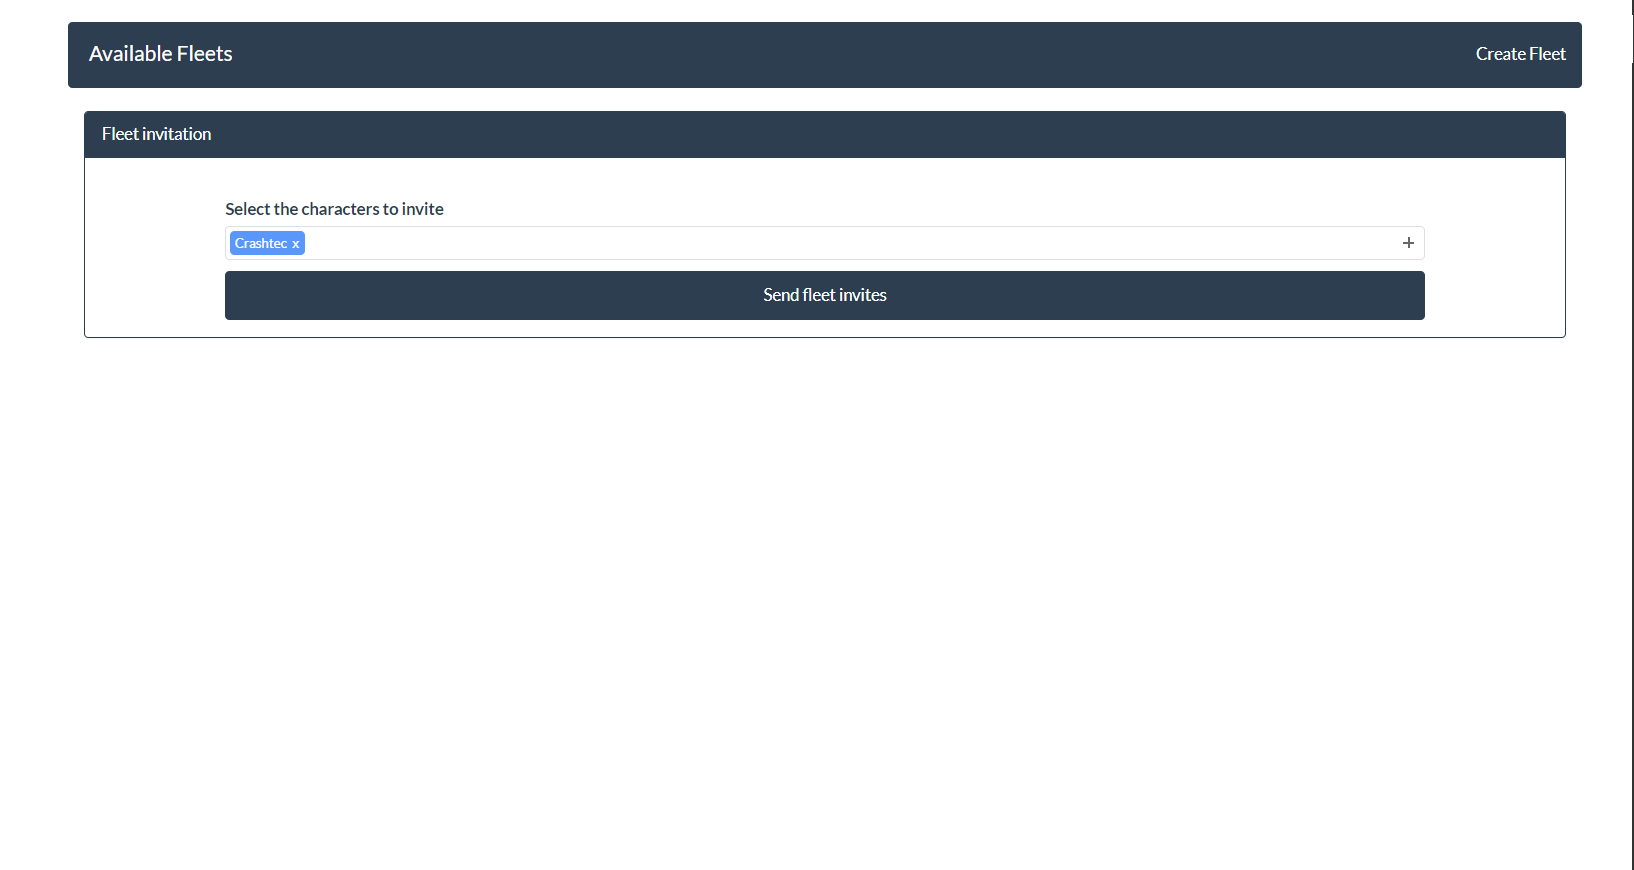 Available Fleets
Create Fleet
Fleet invitation
Select the characters to invite
Crashtec x
+
Send fleet invites